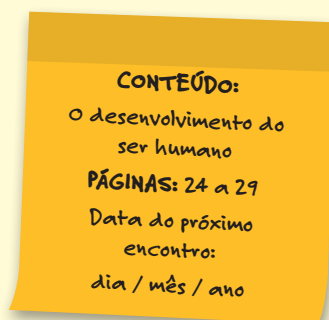 CONTEÚDO:
O desenvolvimento do
ser humano
PÁGINAS: 24 a 29
Data do próximo
encontro:
dia / mês / ano